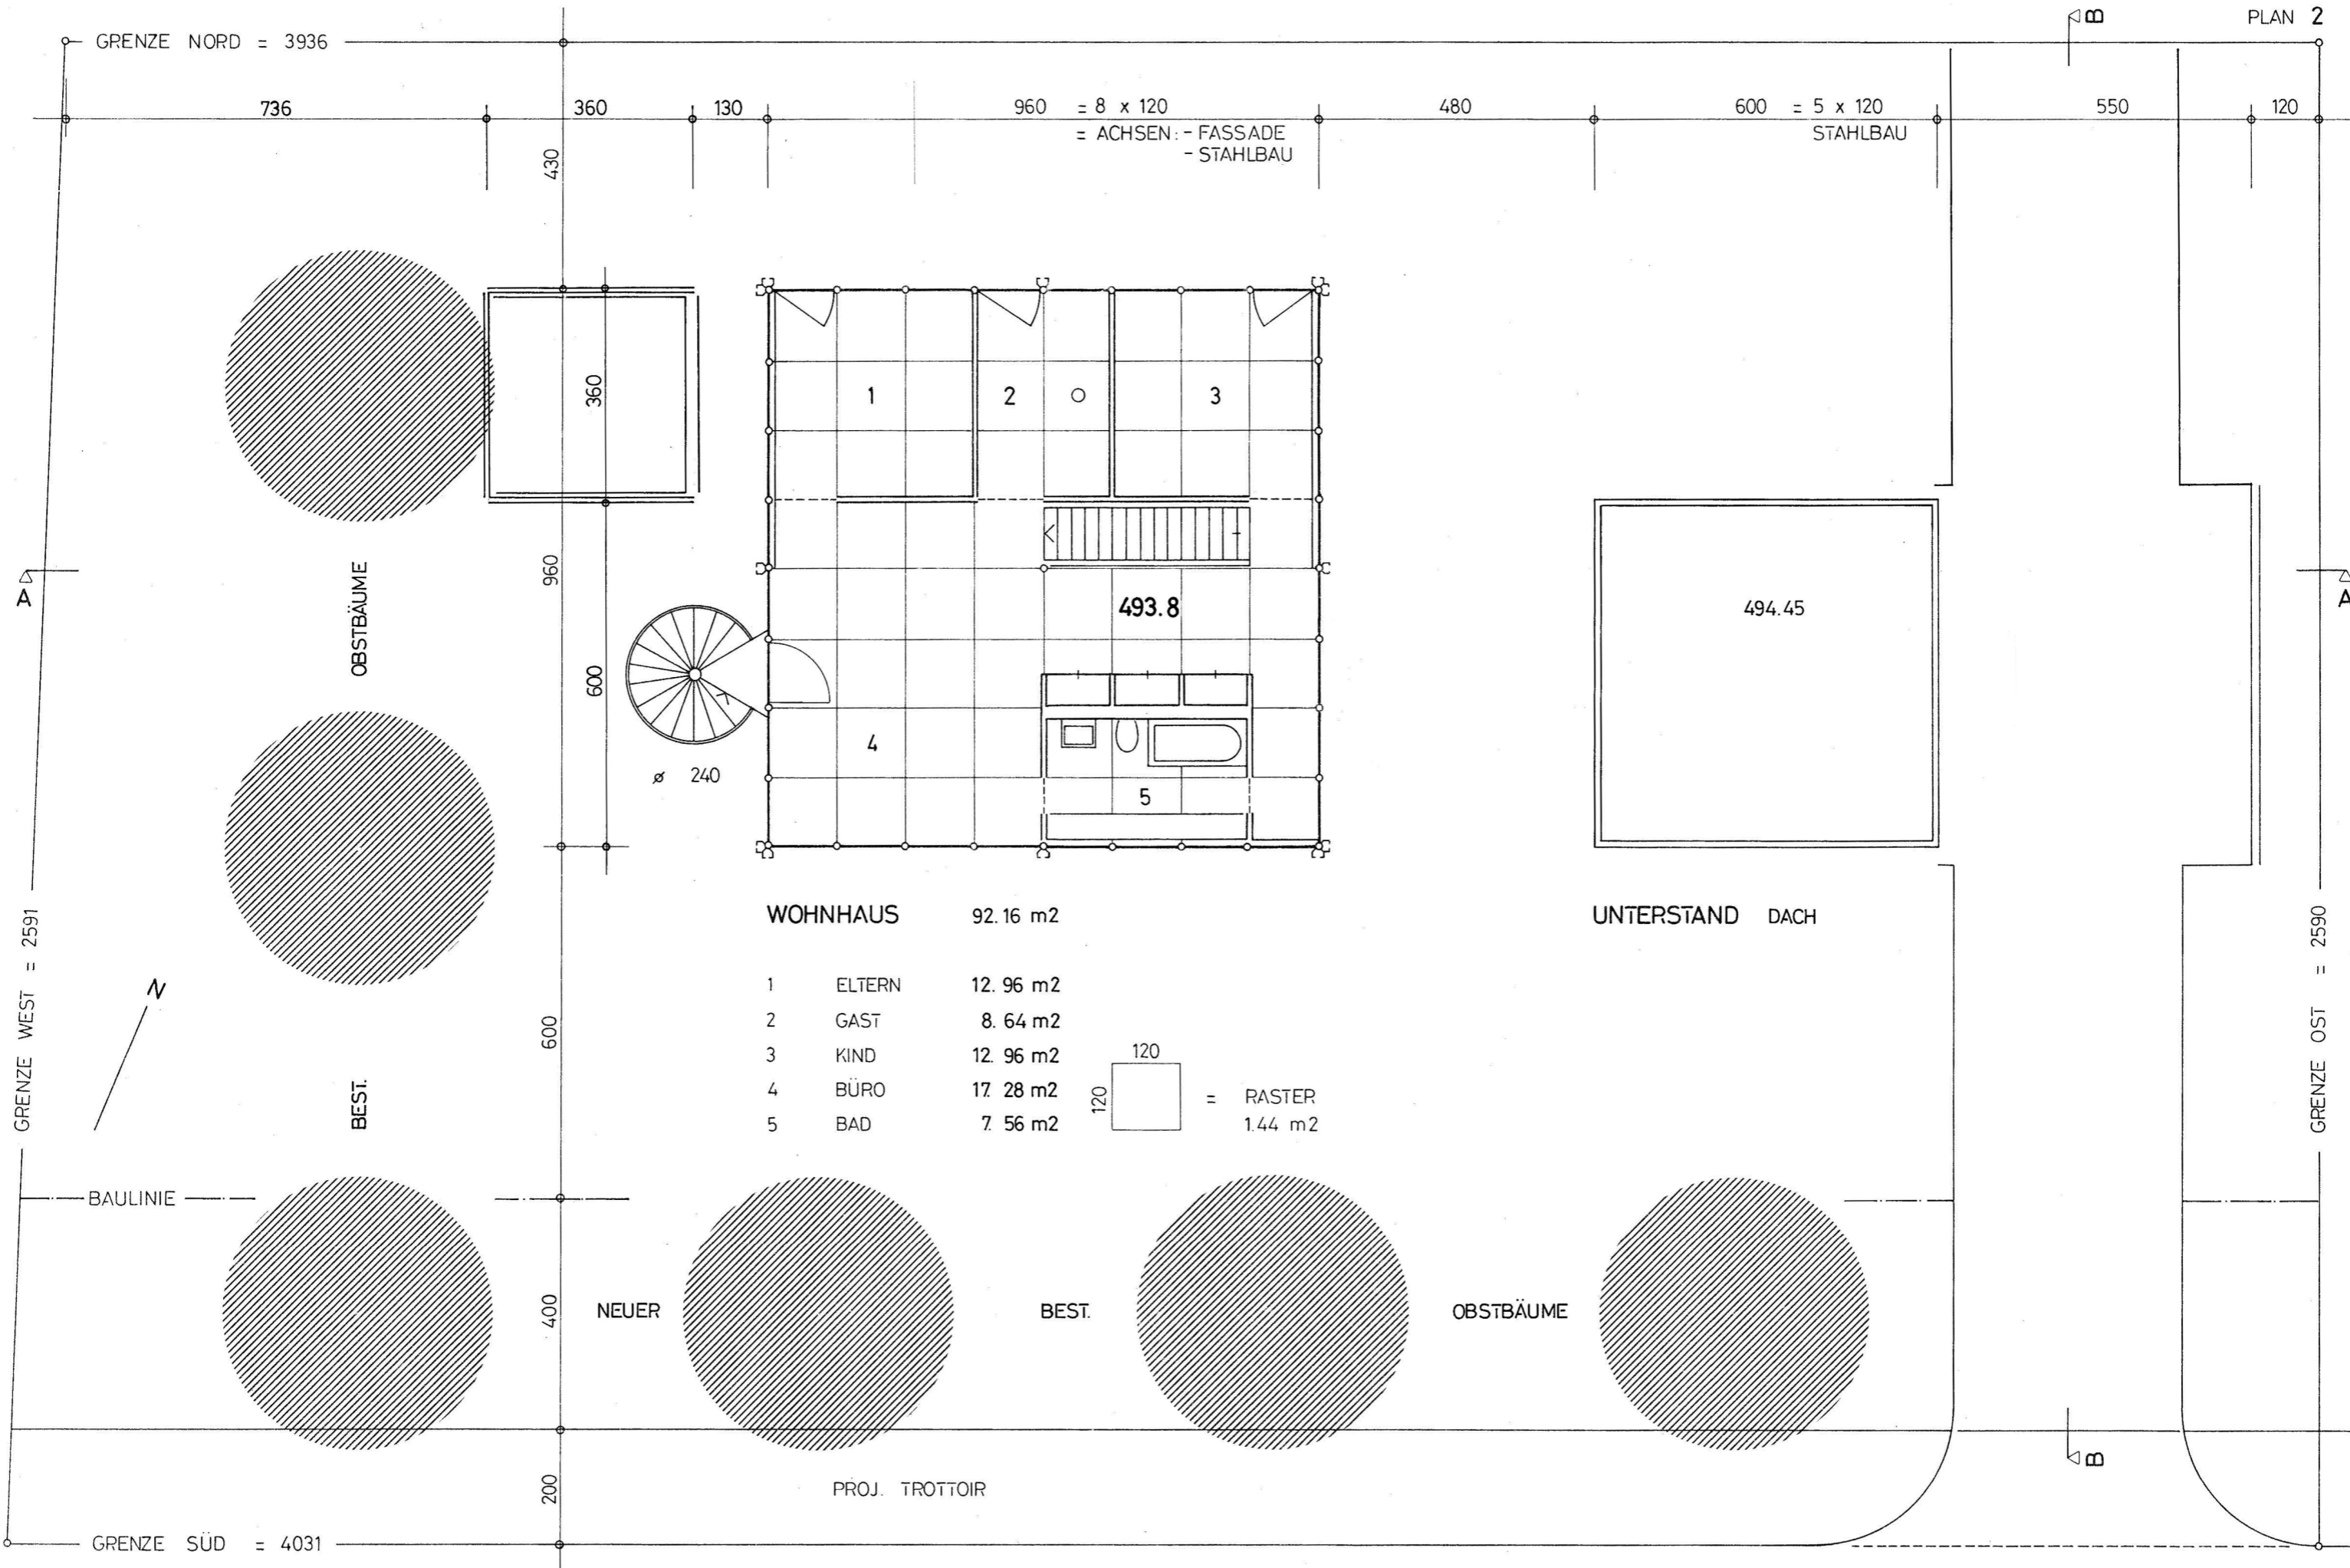 B
PLAN 2
GRENZE NORD = 3936
736
360
130
960 = 8 x 120
480
600 = 5 x 120
550
120
= ACHSEN: - FASSADE
- STAHLBAU
STAHLBAU
430
360
1
2
3
A
OBSTBÄUME
960
493.8
494.45
A
600
4
ø 240
5
WOHNHAUS 92.16 m2
UNTERSTAND DACH
GRENZE WEST = 2591
GRENZE OST = 2590
N
1 ELTERN 12.96 m2
2 GAST 8.64 m2
3 KIND 12.96 m2
4 BÜRO 17.28 m2
5 BAD 7.56 m2
600
BEST.
120
120
= RASTER
1.44 m2
BAULINIE
400
NEUER
BEST.
OBSTBÄUME
B
200
PROJ. TROTTOIR
GRENZE SÜD = 4031